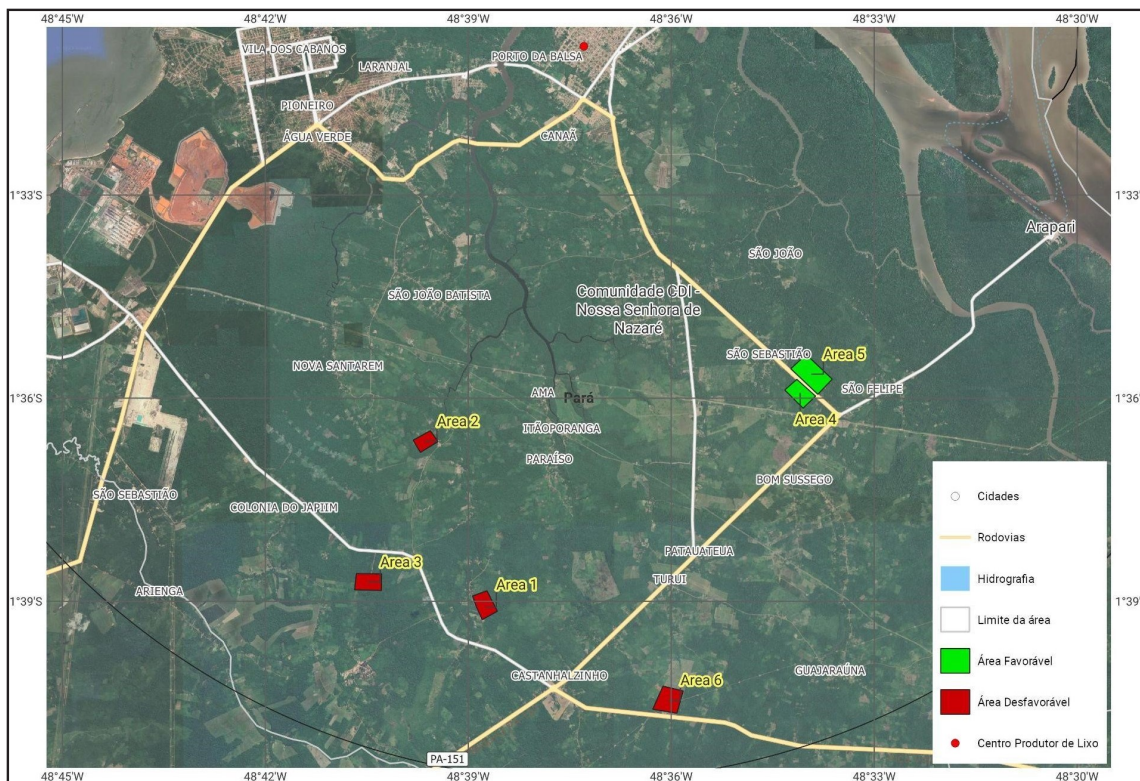 48°45'W 48°42'W 48°39'W 48°36'W 48°33'W 48°30'W
VILA DOS CABANOS
PORTO DA BALSA
LARANJAL
PIONEIRO
ÁGUA VERDE
CANAÃ
1°33'S
1°33'S
Arapari
SÃO JOÃO
Comunidade CDI -
Nossa Senhora de
Nazaré
SÃO JOÃO BATISTA
SÃO SEBASTIÃO
Area 5
NOVA SANTAREM
SÃO FELIPE
AMA
Pará
1°36'S
1°36'S
Area 2
Area 4
ITÃOPORANGA
PARAÍSO
BOM SUSSEGO
SÃO SEBASTIÃO
COLONIA DO JAPIIM
PATAUATEUA
Area 3
TURUI
ARIENGA
Area 1
1°39'S
1°39'S
CASTANHALZINHO
Area 6
GUAJARAÚNA
PA-151
Cidades
Rodovias
Hidrografia
Limite da área
Área Favorável
Área Desfavorável
Centro Produtor de Lixo
48°45'W 48°42'W 48°39'W 48°36'W 48°33'W 48°30'W